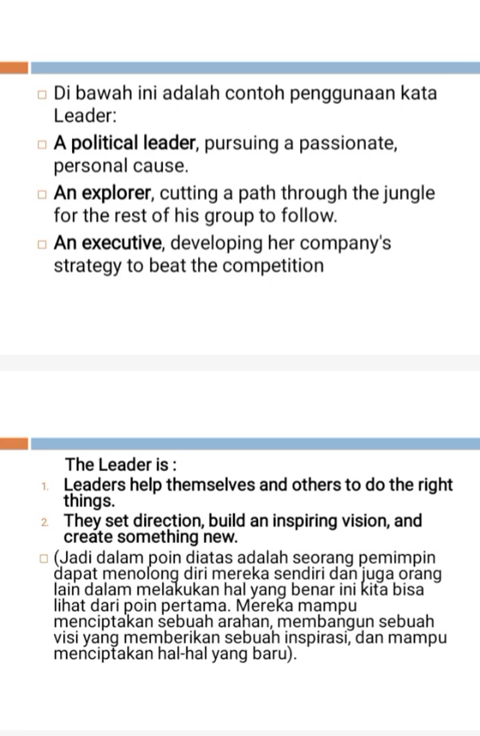 Di bawah ini adalah contoh penggunaan kata
Leader:
A political leader, pursuing a passionate,
personal cause.
An explorer, cutting a path through the jungle
for the rest of his group to follow.
An executive, developing her company's
strategy to beat the competition
The Leader is :
1. Leaders help themselves and others to do the right
things.
2. They set direction, build an inspiring vision, and
create something new.
(Jadi dalam poin diatas adalah seorang pemimpin
dapat menolong diri mereka sendiri dan juga orang
lain dalam melakukan hal yang benar ini kita bisa
lihat dari poin pertama. Mereka mampu
menciptakan sebuah arahan, membangun sebuah
visi yang memberikan sebuah inspirasi, dan mampu
menciptakan hal-hal yang baru).